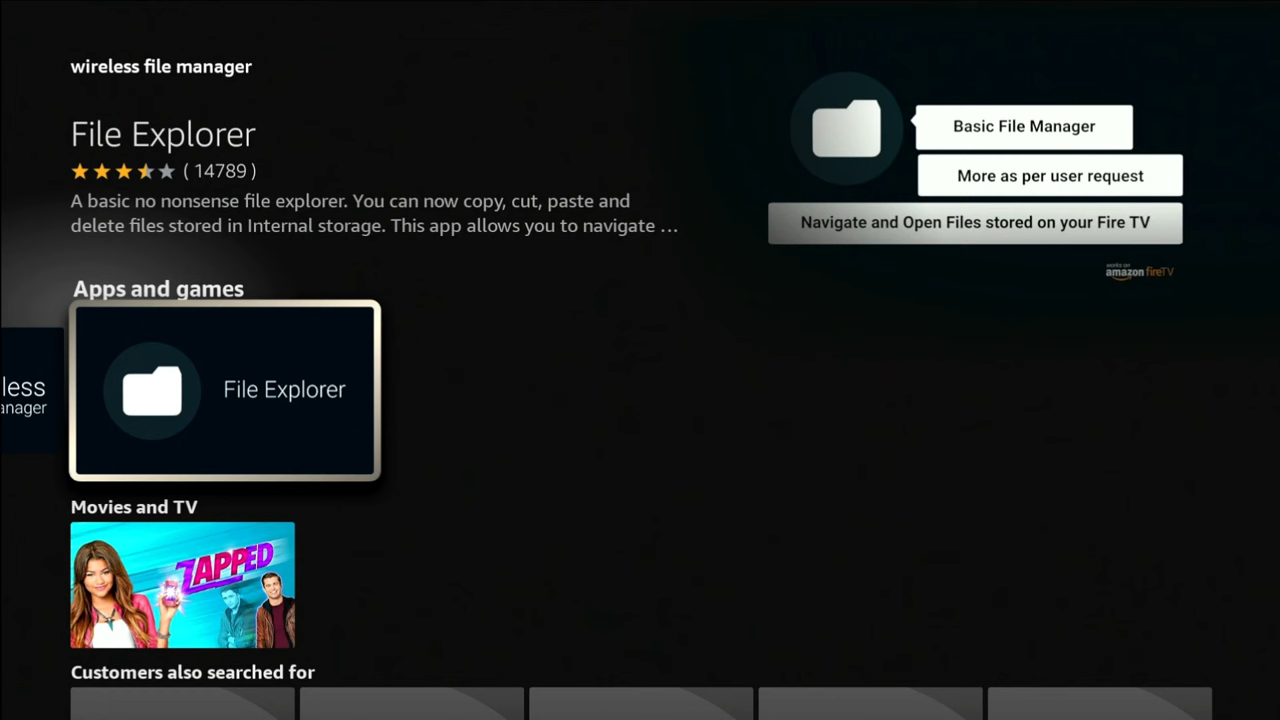 wireless file manager
File Explorer
( 14789 )
A basic no nonsense file explorer. You can now copy, cut, paste and
delete files stored in Internal storage. This app allows you to navigate ...
Basic File Manager
More as per user request
Navigate and Open Files stored on your Fire TV
works on
amazon fireTV
Apps and games
less
anager
File Explorer
Movies and TV
ZAPPED
Customers also searched for